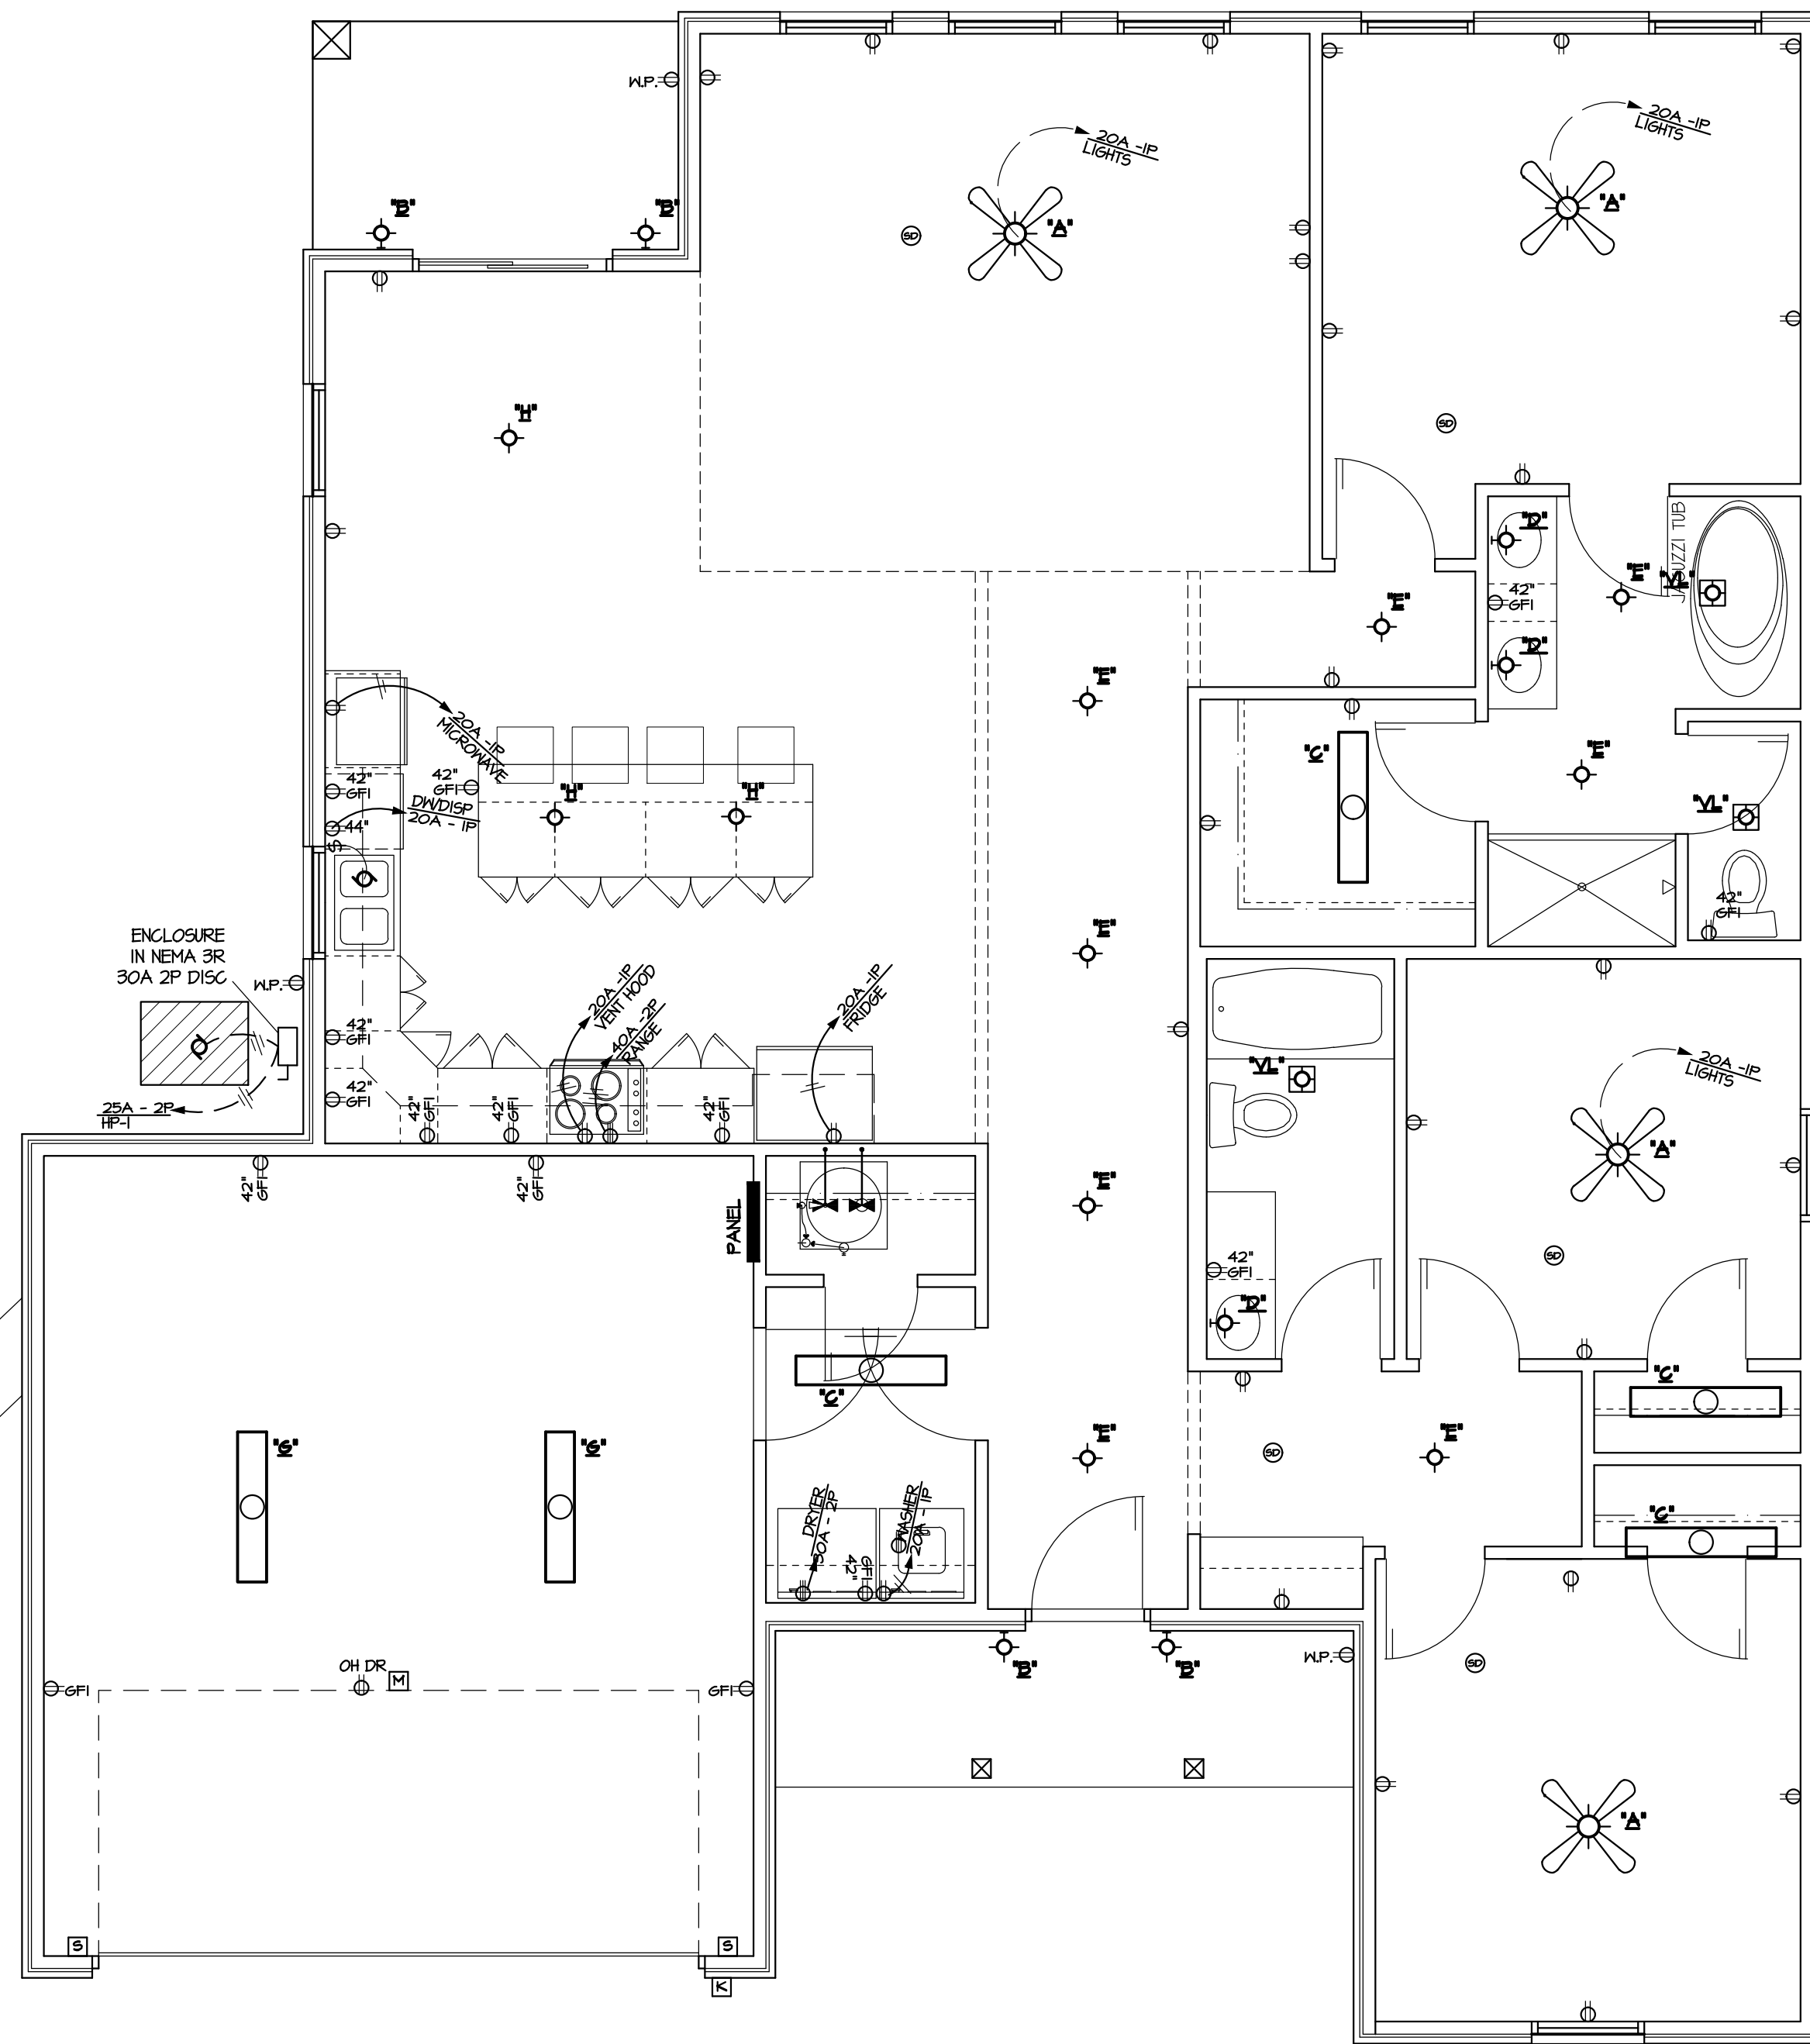 W.P.
20A -1P
LIGHTS
20A -1P
LIGHTS
"B"
"B"
"A"
"A"
SD
"H"
SD
"D"
JACUZZI TUB
"E"
"VL"
42"
GFI
"E"
"D"
"E"
20A -1P
MICROWAVE
"C"
"E"
42"
GFI
42"
GFI
"H"
"H"
DW/DISP
20A - 1P
44"
S
"VL"
42"
GFI
ENCLOSURE
IN NEMA 3R
30A 2P DISC
W.P.
"E"
20A -1P
VENT HOOD
40A -2P
RANGE
20A -1P
FRIDGE
42"
GFI
"VL"
20A -1P
LIGHTS
25A - 2P
HP-1
42"
GFI
42"
GFI
42"
GFI
42"
GFI
"A"
42"
GFI
42"
GFI
PANEL
"E"
42"
GFI
SD
"D"
"C"
"C"
"G"
"G"
"E"
SD
"E"
DRYER
30A - 2P
42"
GFI
WASHER
20A - 1P
"C"
"B"
"B"
W.P.
SD
OH DR
M
GFI
GFI
"A"
S
S
K